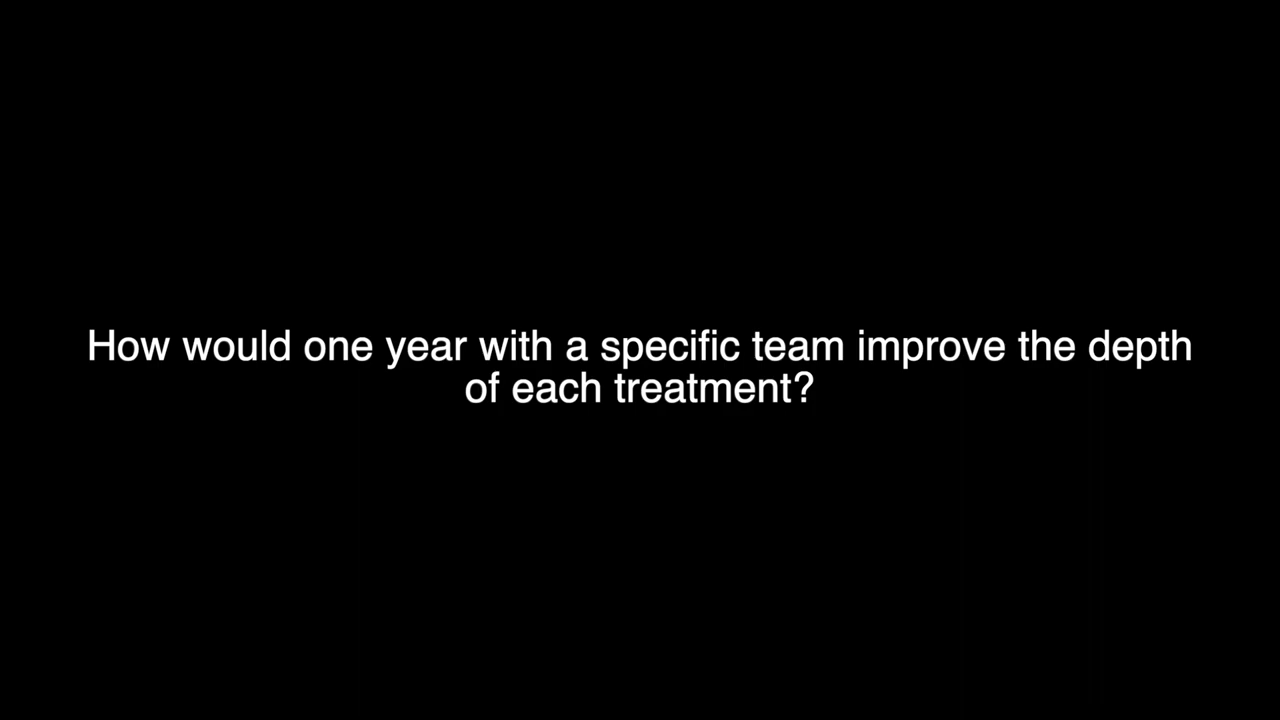 How would one year with a specific team improve the depth
of each treatment?